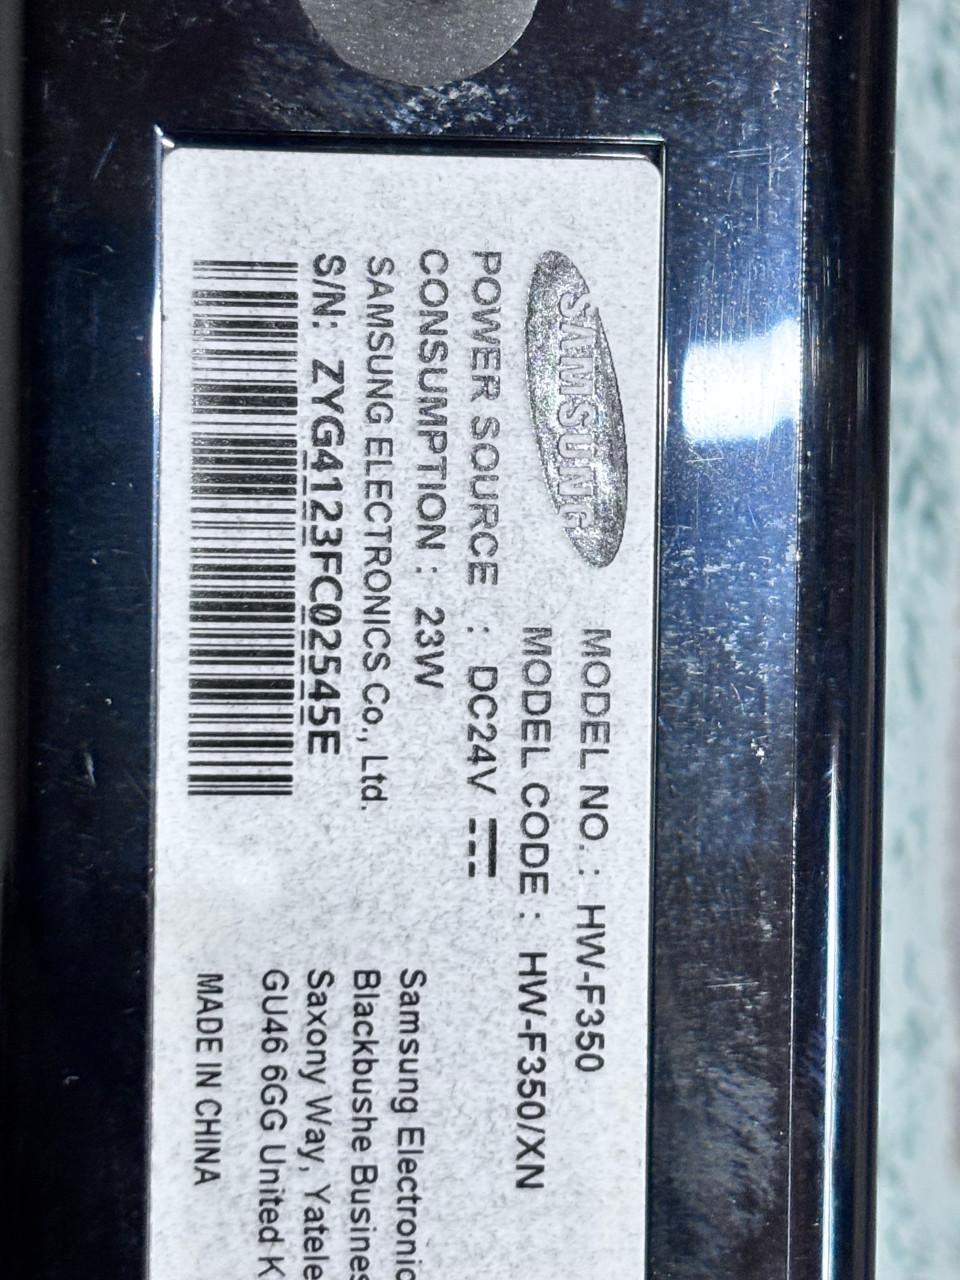 SAMSUNG
MODEL NO. : HW-F350
MODEL CODE : HW-F350/XN
POWER SOURCE : DC24V
CONSUMPTION : 23W
SAMSUNG ELECTRONICS Co., Ltd.
S/N: ZYG4123FC02545E
Samsung Electronic
Blackbushe Busines
Saxony Way, Yatele
GU46 6GG United K
MADE IN CHINA